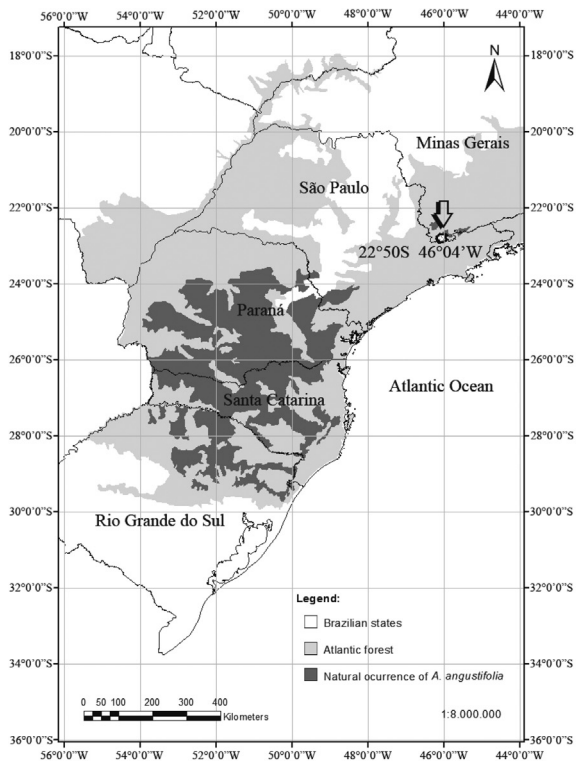 56°0'0"W 54°0'0"W 52°0'0"W 50°0'0"W 48°0'0"W 46°0'0"W 44°0'0"W
N
18°0'0"S 18°0'0"S
20°0'0"S 20°0'0"S
Minas Gerais
São Paulo
22°0'0"S 22°0'0"S
22°50S 46°04'W
24°0'0"S 24°0'0"S
Paraná
26°0'0"S 26°0'0"S
Atlantic Ocean
Santa Catarina
28°0'0"S 28°0'0"S
30°0'0"S 30°0'0"S
Rio Grande do Sul
32°0'0"S 32°0'0"S
Legend:
Brazilian states
Atlantic forest
34°0'0"S 34°0'0"S
Natural ocurrence of A. angustifolia
0 50 100 200 300 400
Kilometers
1:8.000.000
36°0'0"S 36°0'0"S
56°0'0"W 54°0'0"W 52°0'0"W 50°0'0"W 48°0'0"W 46°0'0"W 44°0'0"W